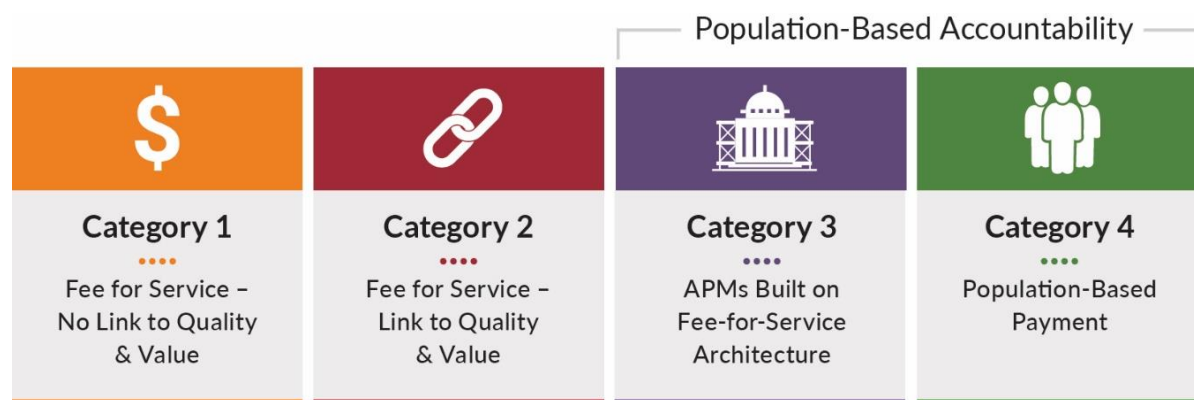 Population-Based Accountability
$
Category 1
Fee for Service –
No Link to Quality
& Value
Category 2
Fee for Service –
Link to Quality
& Value
Category 3
APMs Built on
Fee-for-Service
Architecture
Category 4
Population-Based
Payment